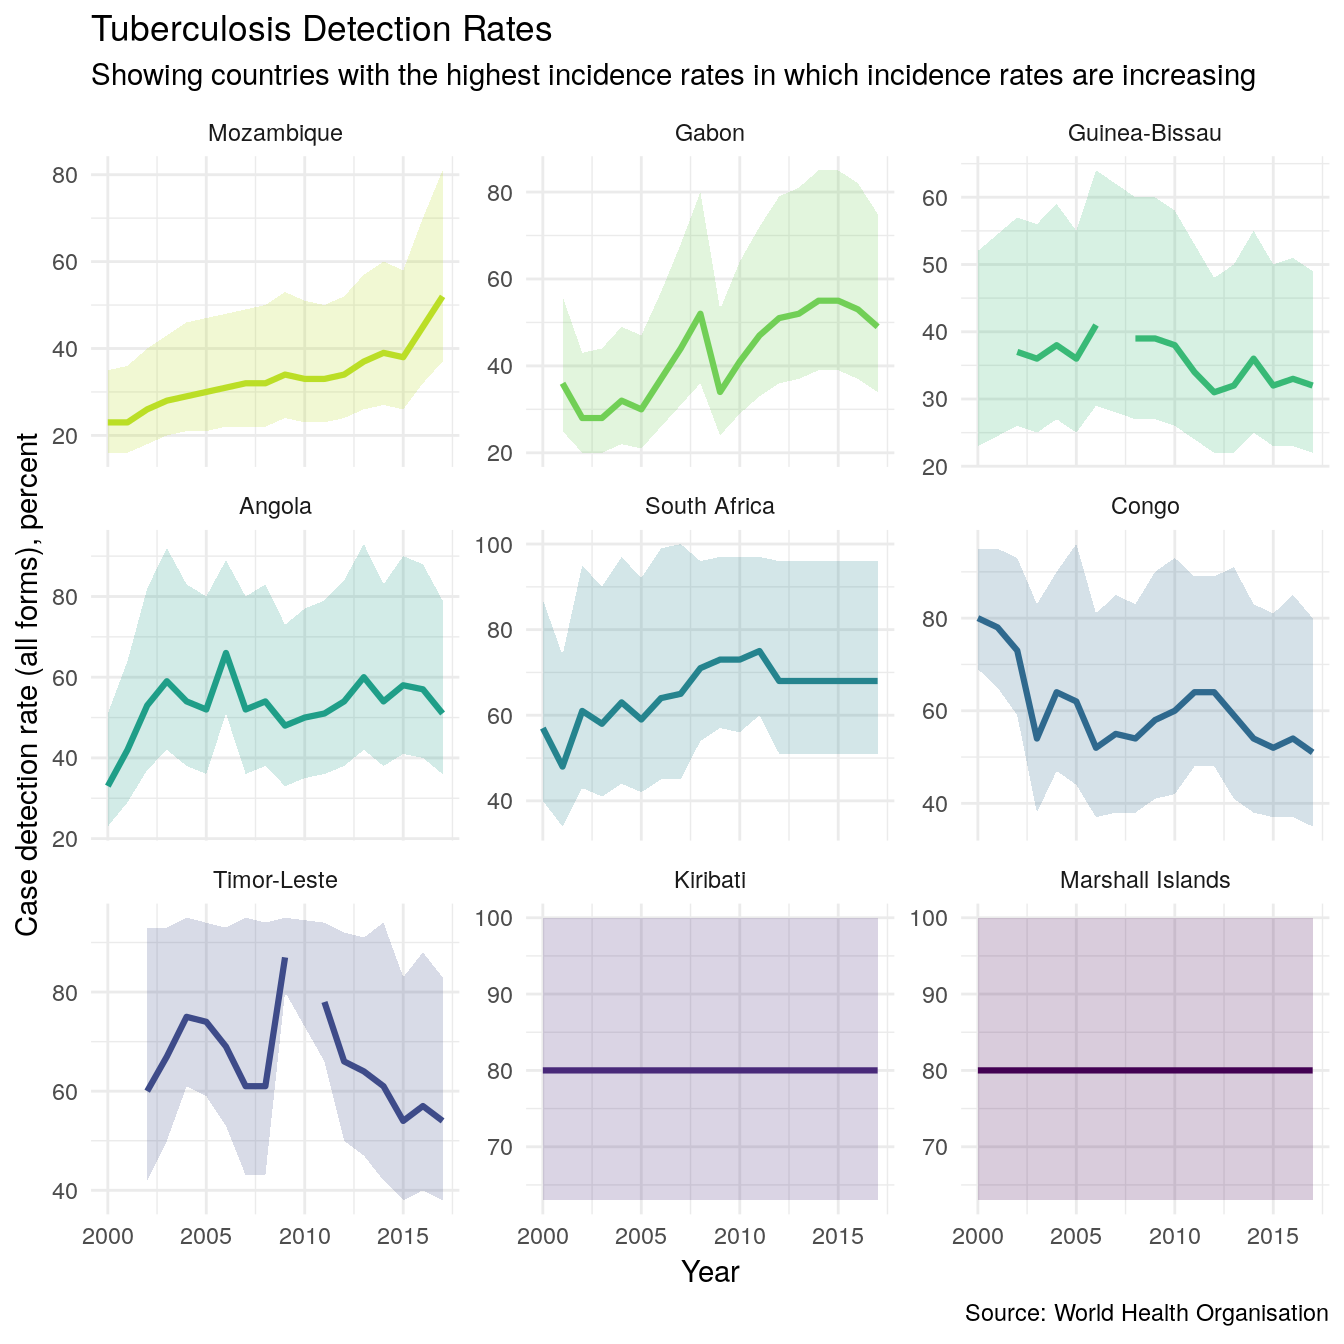 Tuberculosis Detection Rates
Showing countries with the highest incidence rates in which incidence rates are increasing
Case detection rate (all forms), percent
Mozambique
80
60
40
20
Gabon
80
60
40
20
Guinea-Bissau
60
50
40
30
20
Angola
80
60
40
20
South Africa
100
80
60
40
Congo
80
60
40
Timor-Leste
80
60
40
2000 2005 2010 2015
Kiribati
100
90
80
70
2000 2005 2010 2015
Marshall Islands
100
90
80
70
2000 2005 2010 2015
Year
Source: World Health Organisation